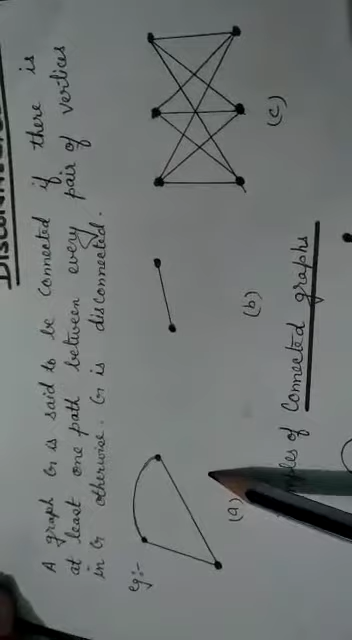 A graph G is said to be connected if there is
at least one path between every pair of vertices
in G otherwise. G is disconnected.
eg:-
(a) (b) (c)
of Connected graphs